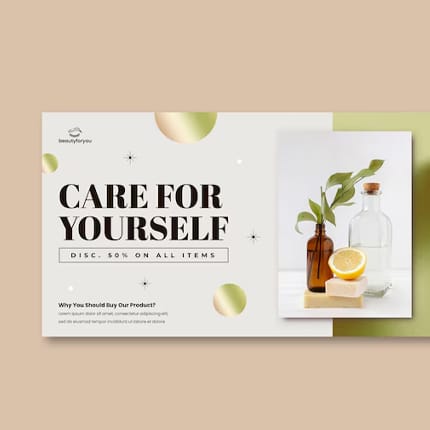 beautyforyou
CARE FOR
YOURSELF
DISC. 50% ON ALL ITEMS
Why You Should Buy Our Product?
Lorem ipsum dolor sit amet, consectetur adipiscing elit,
sed do eiusmod tempor incididunt ut labore et dolore